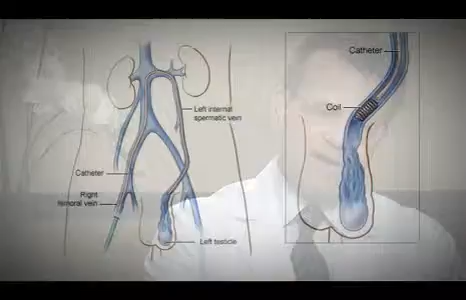 Left internal
spermatic vein
Catheter
Right
femoral vein
Left testicle
Catheter
Coil